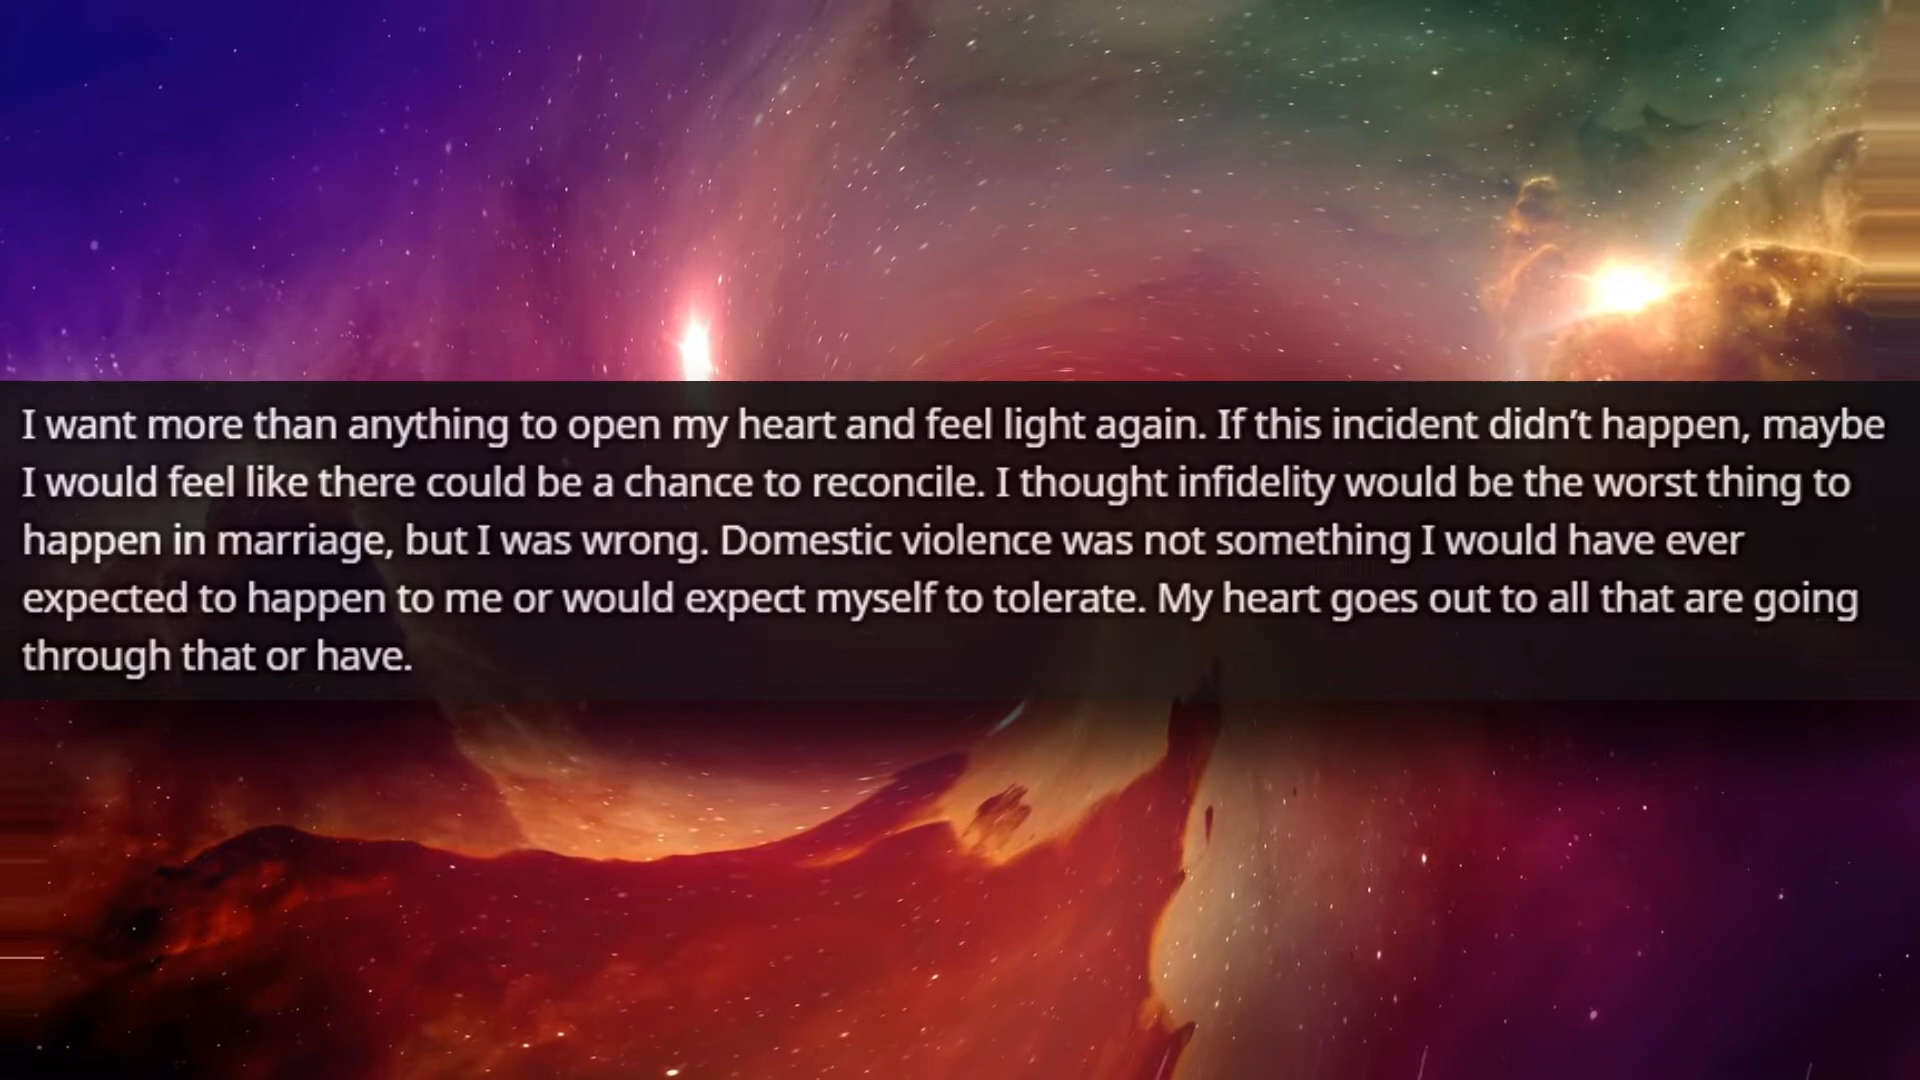 I want more than anything to open my heart and feel light again. If this incident didn’t happen, maybe
I would feel like there could be a chance to reconcile. I thought infidelity would be the worst thing to
happen in marriage, but I was wrong. Domestic violence was not something I would have ever
expected to happen to me or would expect myself to tolerate. My heart goes out to all that are going
through that or have.